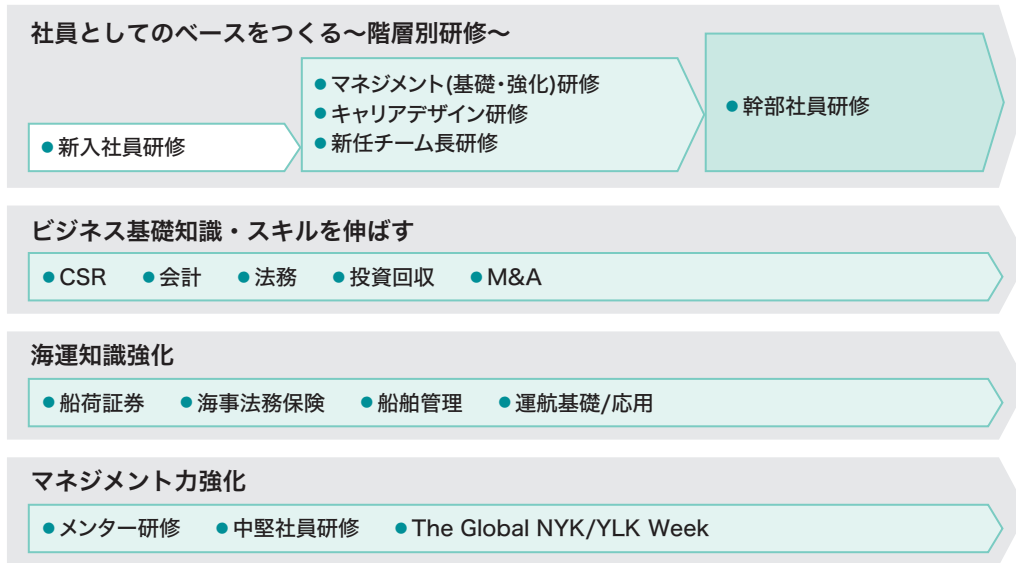 社員としてのベースをつくる～階層別研修～
●新入社員研修
●マネジメント(基礎・強化)研修
●キャリアデザイン研修
●新任チーム長研修
●幹部社員研修
ビジネス基礎知識・スキルを伸ばす
●CSR ●会計 ●法務 ●投資回収 ●M&A
海運知識強化
●船荷証券 ●海事法務保険 ●船舶管理 ●運航基礎/応用
マネジメント力強化
●メンター研修 ●中堅社員研修 ●The Global NYK/YLK Week